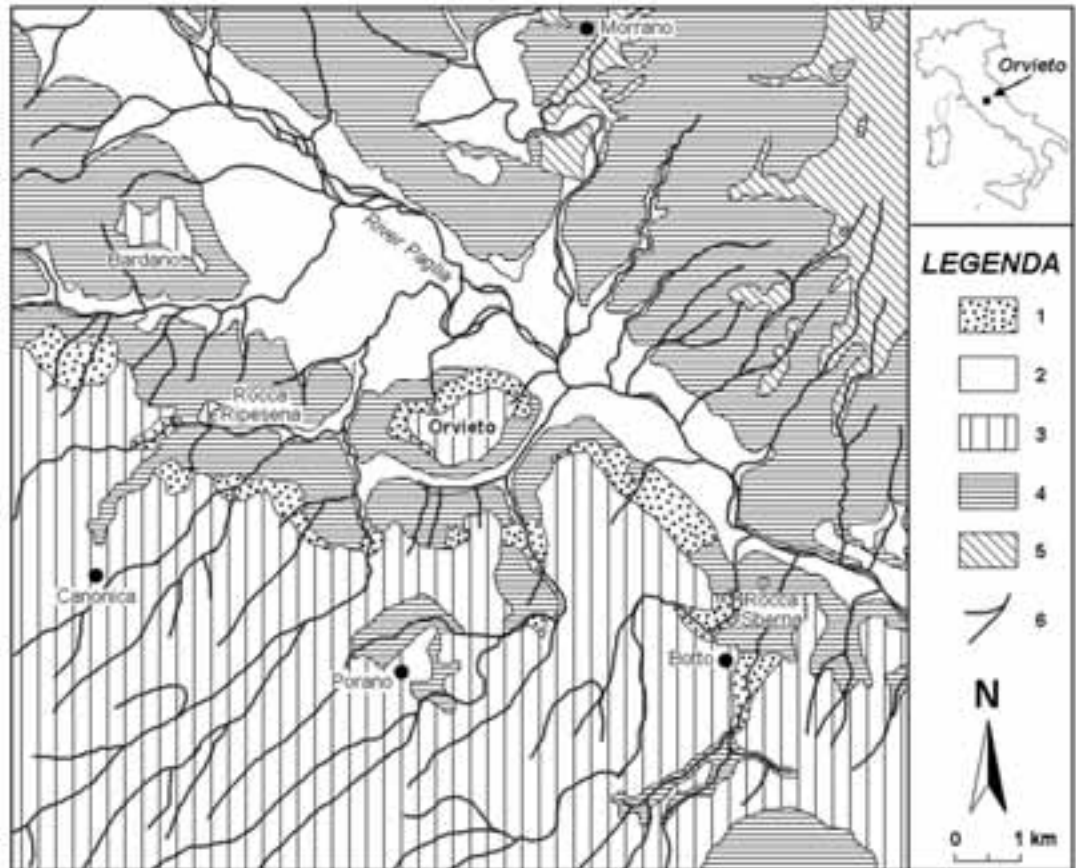 Morrano
Orvieto
River Paglia
Bardano
LEGENDA
1
2
3
4
5
6
Rocca
Ripesena
Orvieto
Canonica
Rocca
Sberna
Botto
Porano
N
0 1 km